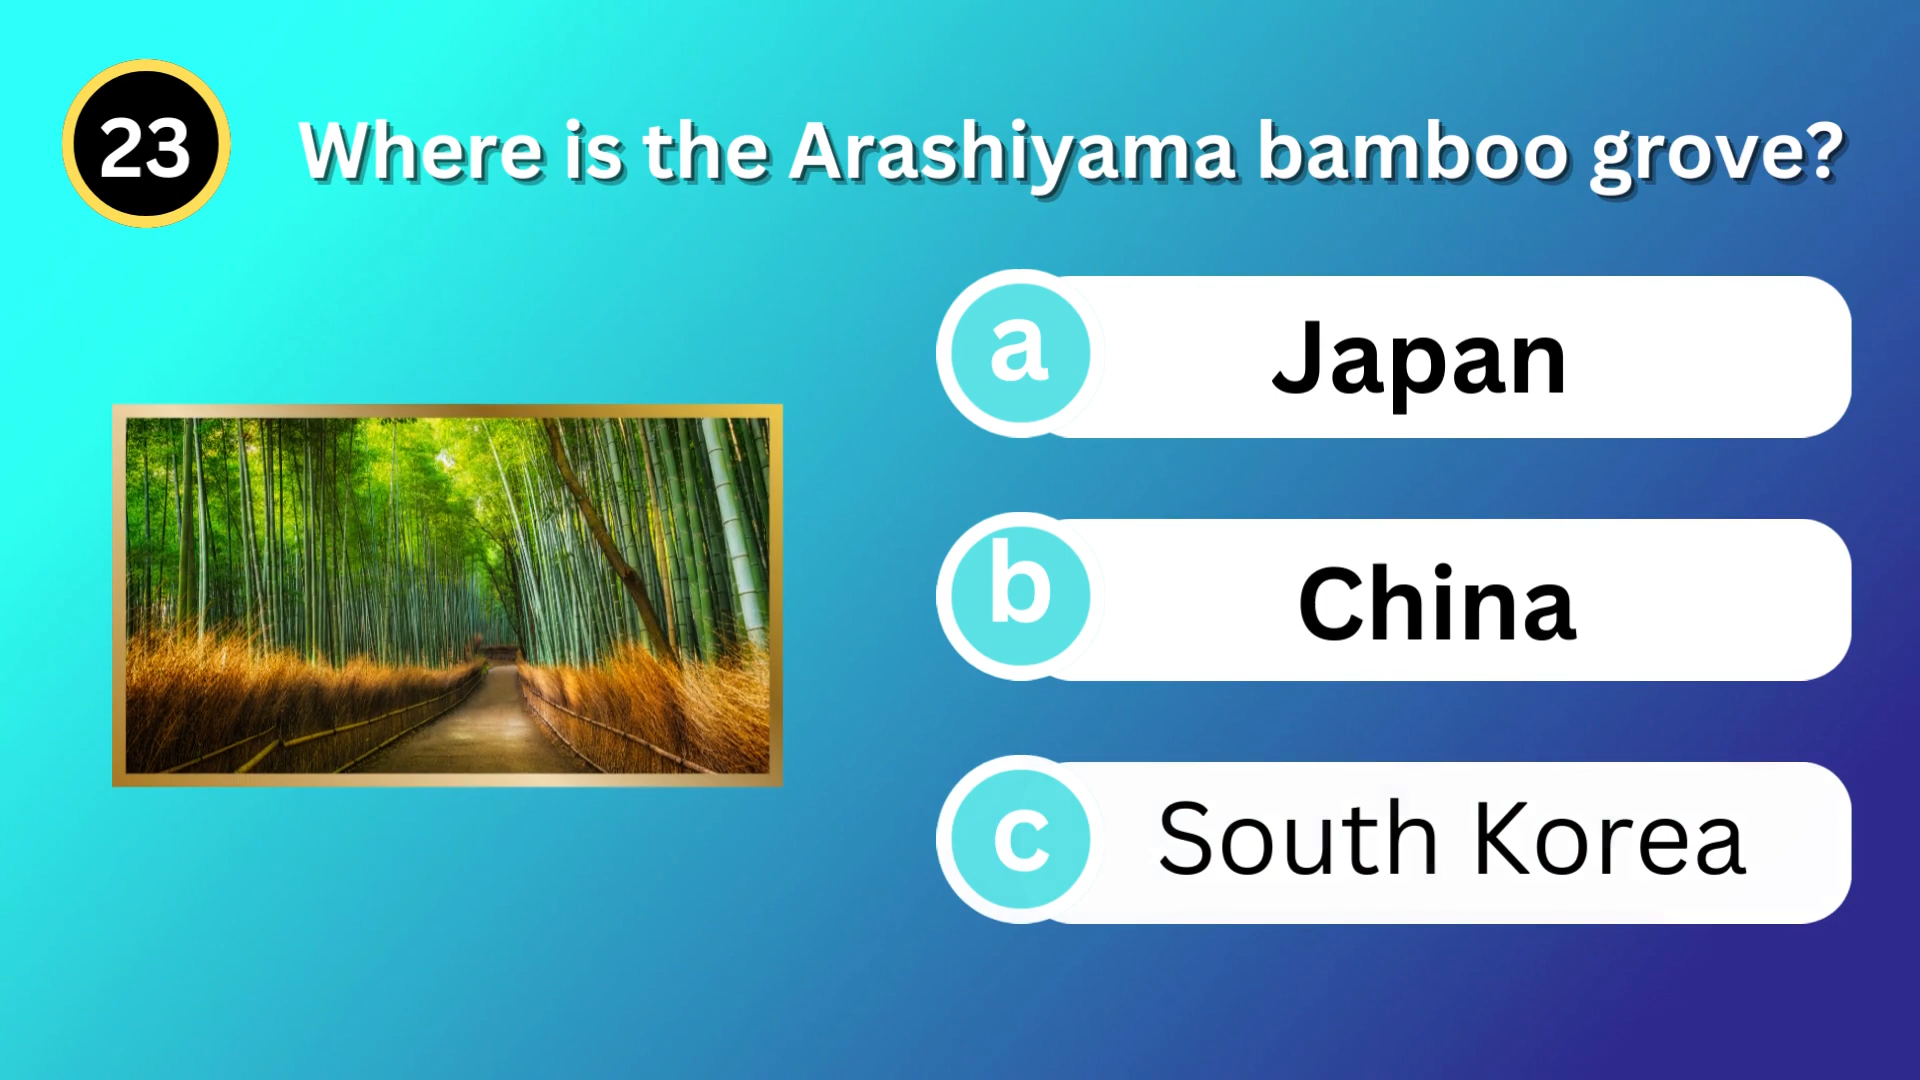 23
Where is the Arashiyama bamboo grove?
a
Japan
b
China
c
South Korea